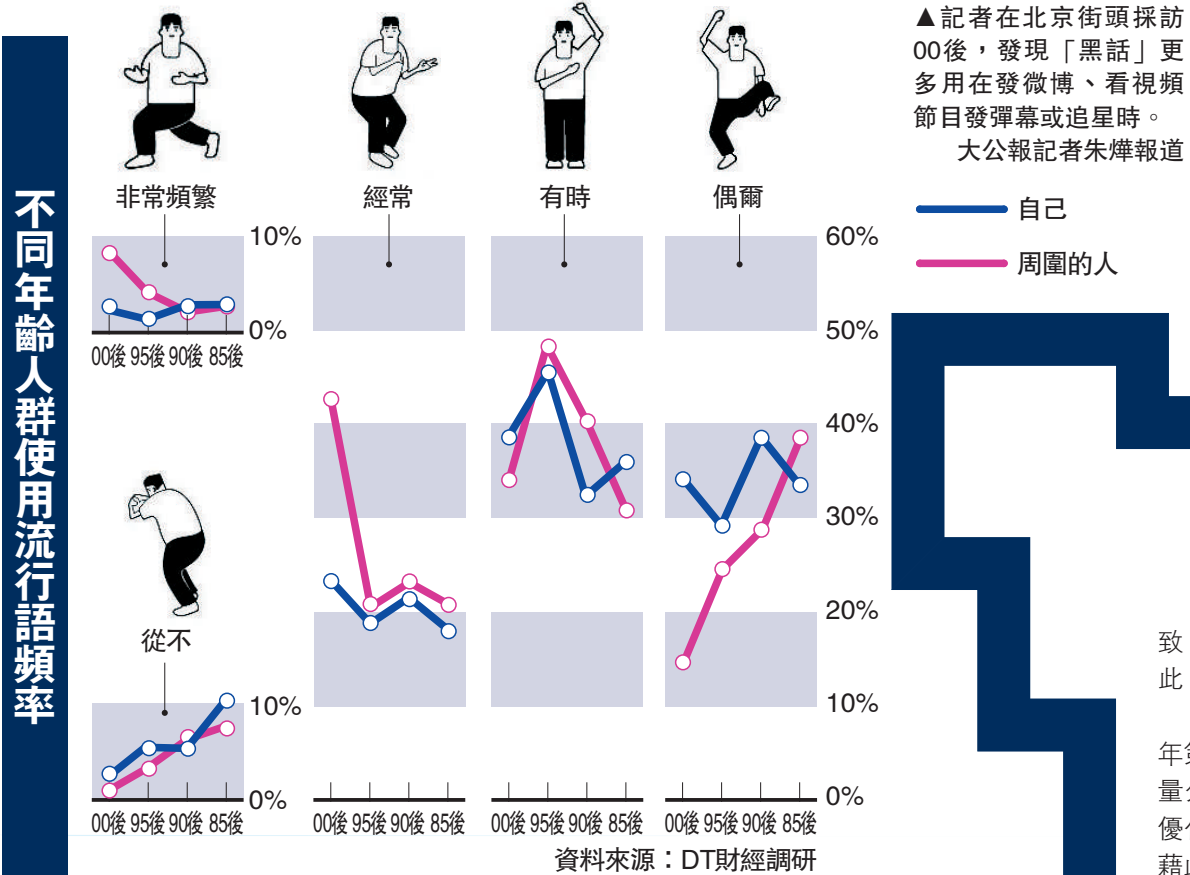 不同年齡人群使用流行語頻率
▲記者在北京街頭採訪
00後，發現「黑話」更
多用在發微博、看視頻
節目發彈幕或追星時。
大公報記者朱燁報道
自己
周圍的人
非常頻繁
10%
0%
00後 95後 90後 85後
經常
有時
偶爾
60%
50%
40%
30%
20%
10%
0%
從不
10%
0%
00後 95後 90後 85後
00後 95後 90後 85後
00後 95後 90後 85後
00後 95後 90後 85後
資料來源：DT財經調研
致
此
年
量